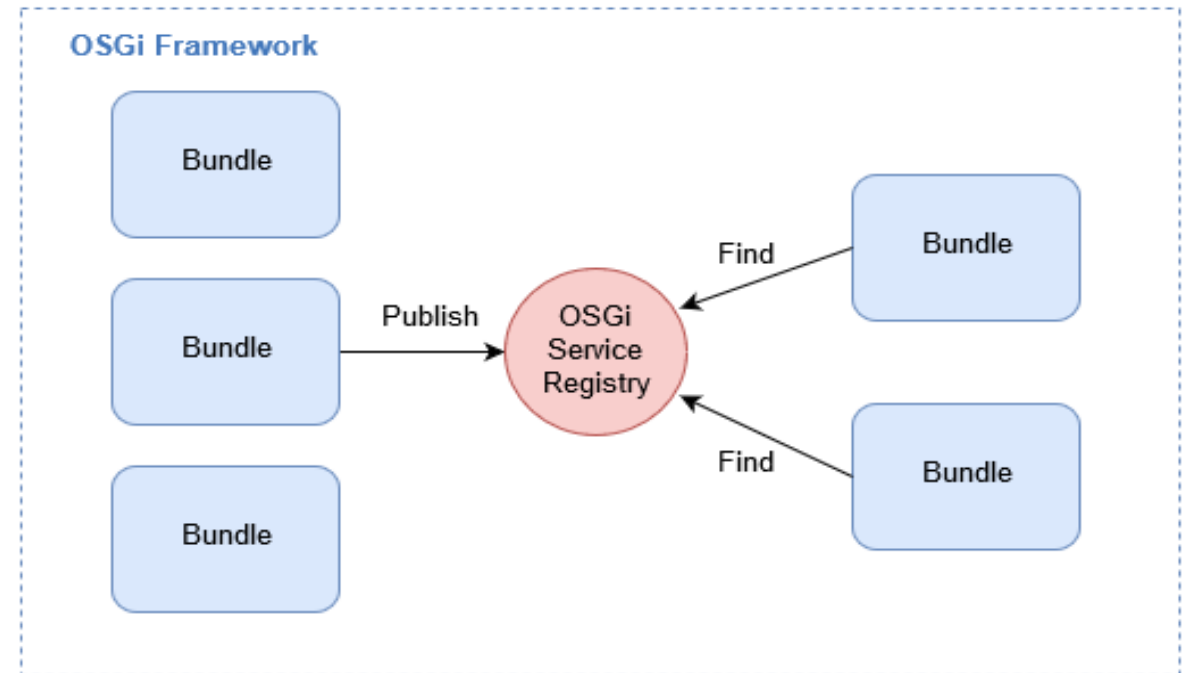 OSGi Framework
Bundle
Bundle
Bundle
Publish
OSGi
Service
Registry
Find
Find
Bundle
Bundle